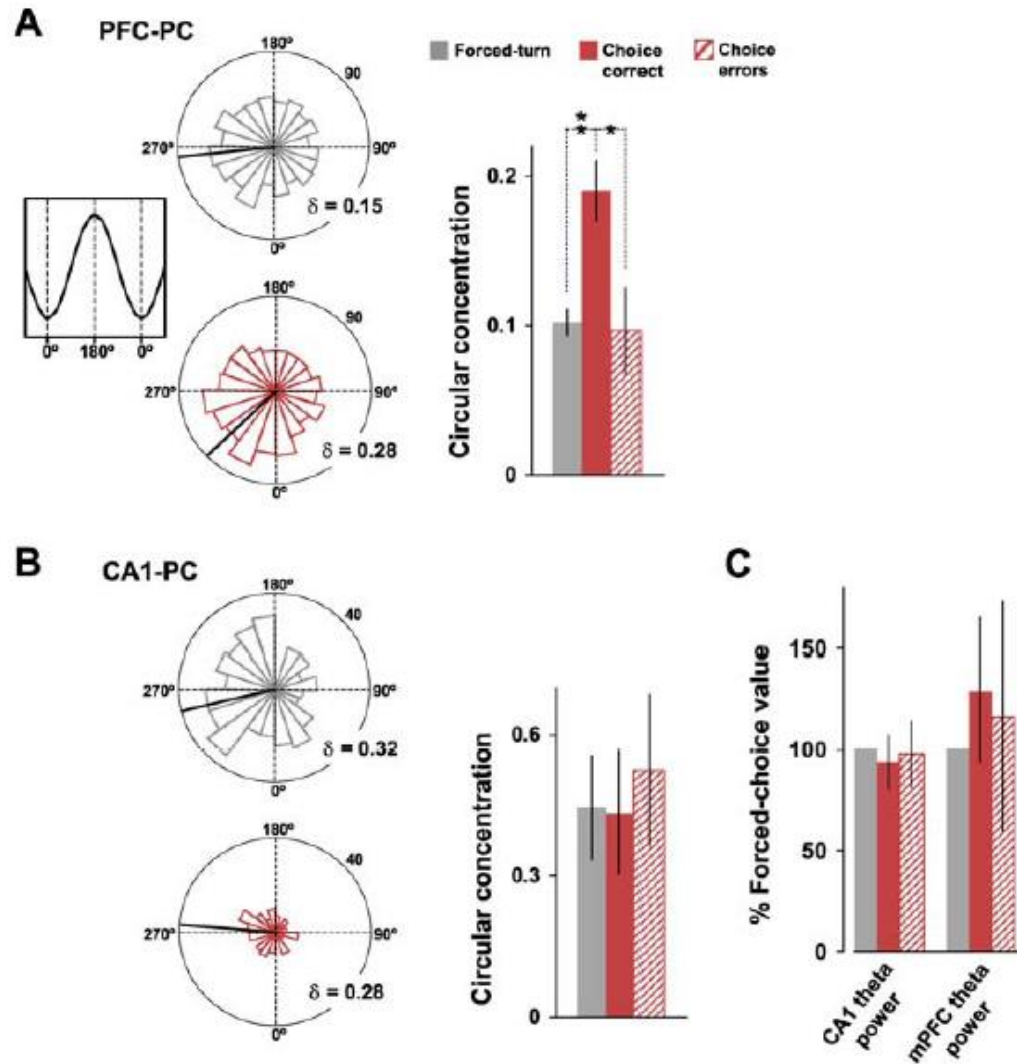 A
PFC-PC
180°
90
270°
90°
δ = 0.15
0°
0° 180° 0°
180°
90
270°
90°
δ = 0.28
0°
Forced-turn
Choice
correct
Choice
errors
*
* *
0.2
0.1
0
Circular concentration
B
CA1-PC
180°
40
270°
90°
δ = 0.32
0°
180°
40
270°
90°
δ = 0.26
0°
0.6
0.3
0
Circular concentration
C
150
100
50
0
% Forced-choice value
CA1 theta
power
mPFC theta
power